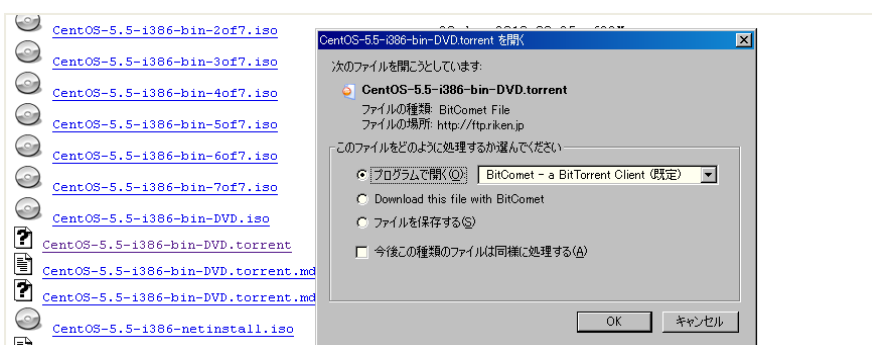 CentOS-5.5-i386-bin-2of7.iso
CentOS-5.5-i386-bin-3of7.iso
CentOS-5.5-i386-bin-4of7.iso
CentOS-5.5-i386-bin-5of7.iso
CentOS-5.5-i386-bin-6of7.iso
CentOS-5.5-i386-bin-7of7.iso
CentOS-5.5-i386-bin-DVD.iso
CentOS-5.5-i386-bin-DVD.torrent
CentOS-5.5-i386-bin-DVD.torrent.md
CentOS-5.5-i386-bin-DVD.torrent.md
CentOS-5.5-i386-netinstall.iso
CentOS-5.5-i386-bin-DVD.torrent を開く
次のファイルを開こうとしています:
CentOS-5.5-i386-bin-DVD.torrent
ファイルの種類: BitComet File
ファイルの場所: http://ftp.riken.jp
このファイルをどのように処理するか選んでください
プログラムで開く(O): BitComet - a BitTorrent Client (既定)
Download this file with BitComet
ファイルを保存する(S)
今後この種類のファイルは同様に処理する(A)
OK キャンセル